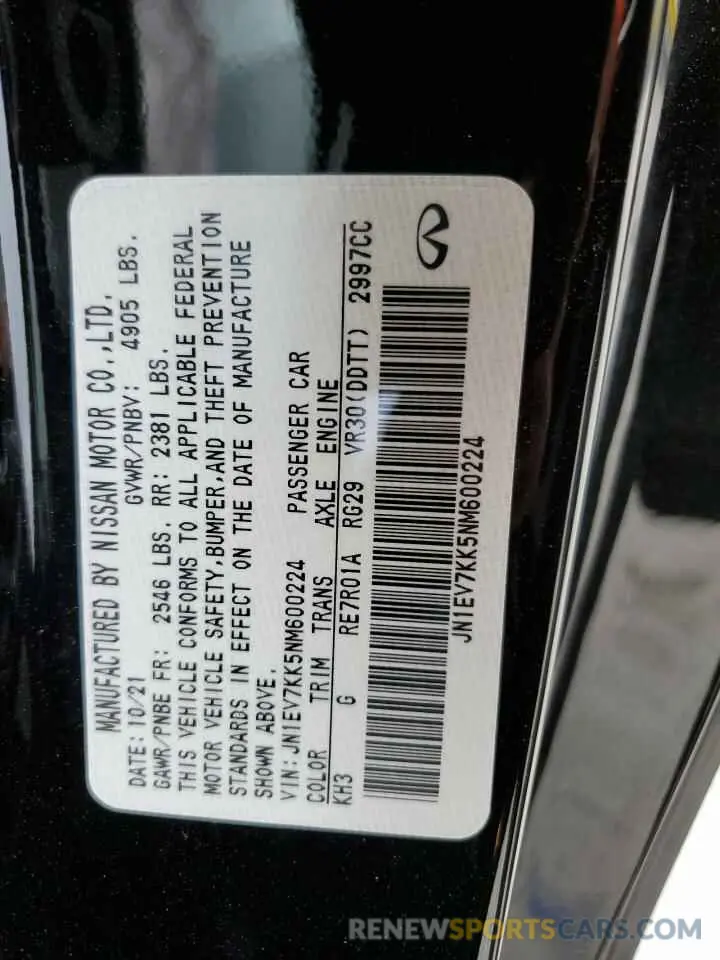 MANUFACTURED BY NISSAN MOTOR CO.,LTD.
DATE: 10/21 GVWR/PNBV: 4905 LBS.
GAWR/PNBE FR: 2546 LBS. RR: 2381 LBS.
THIS VEHICLE CONFORMS TO ALL APPLICABLE FEDERAL
MOTOR VEHICLE SAFETY,BUMPER,AND THEFT PREVENTION
STANDARDS IN EFFECT ON THE DATE OF MANUFACTURE
SHOWN ABOVE.
VIN: JN1EV7KK5NM600224 PASSENGER CAR
COLOR TRIM TRANS AXLE ENGINE
KH3 G RE7R01A RG29 VR30(DDTT) 2997CC
JN1EV7KK5NM600224
RENEWSPORTSCARS.COM